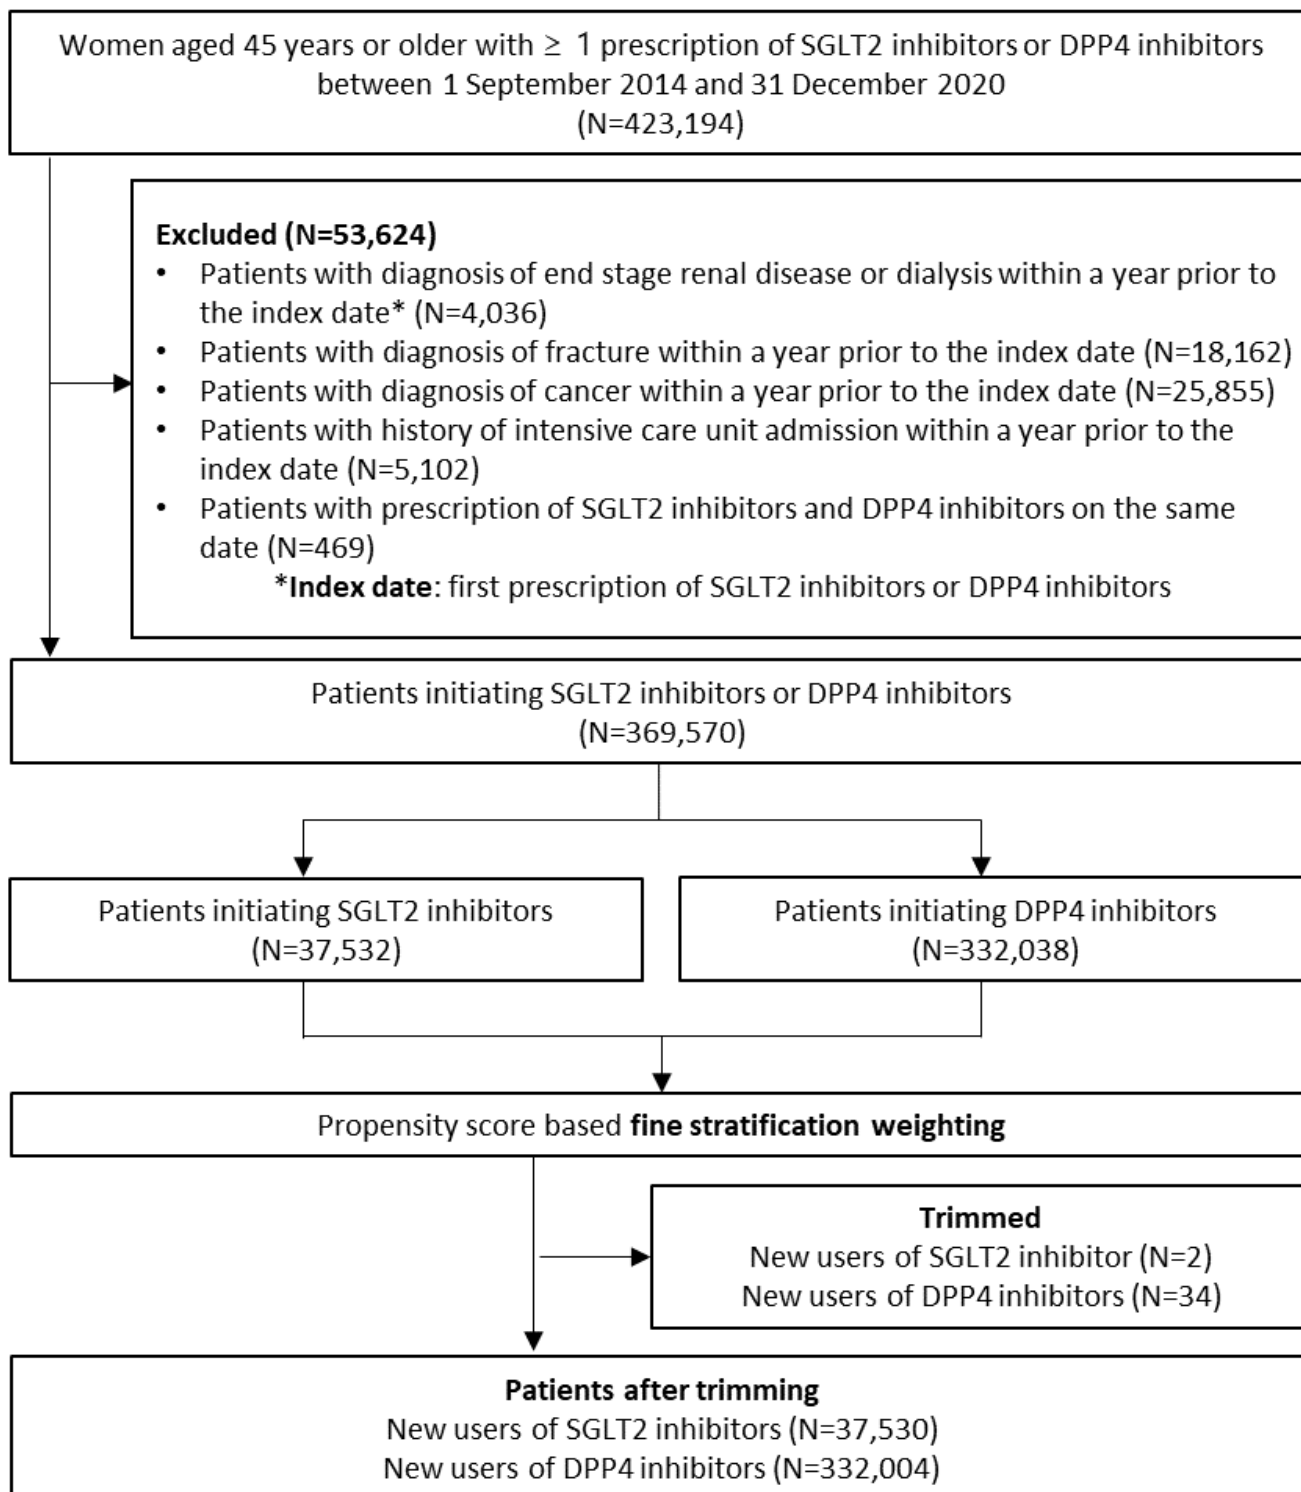 Women aged 45 years or older with ≥ 1 prescription of SGLT2 inhibitors or DPP4 inhibitors
between 1 September 2014 and 31 December 2020
(N=423,194)
Excluded (N=53,624)
• Patients with diagnosis of end stage renal disease or dialysis within a year prior to
the index date* (N=4,036)
• Patients with diagnosis of fracture within a year prior to the index date (N=18,162)
• Patients with diagnosis of cancer within a year prior to the index date (N=25,855)
• Patients with history of intensive care unit admission within a year prior to the
index date (N=5,102)
• Patients with prescription of SGLT2 inhibitors and DPP4 inhibitors on the same
date (N=469)
*Index date: first prescription of SGLT2 inhibitors or DPP4 inhibitors
Patients initiating SGLT2 inhibitors or DPP4 inhibitors
(N=369,570)
Patients initiating SGLT2 inhibitors
(N=37,532)
Patients initiating DPP4 inhibitors
(N=332,038)
Propensity score based fine stratification weighting
Trimmed
New users of SGLT2 inhibitor (N=2)
New users of DPP4 inhibitors (N=34)
Patients after trimming
New users of SGLT2 inhibitors (N=37,530)
New users of DPP4 inhibitors (N=332,004)